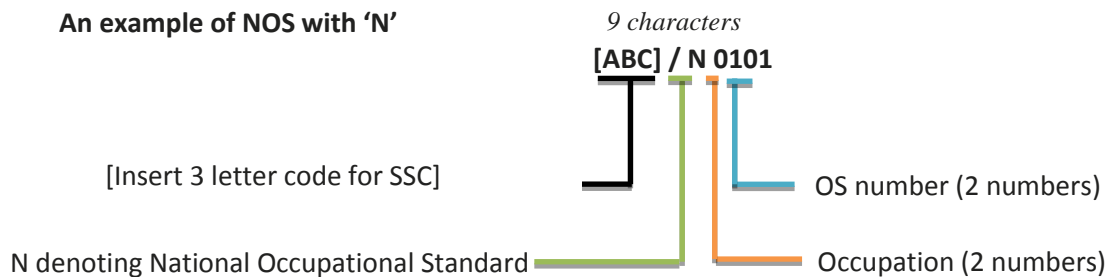 An example of NOS with ‘N’
9 characters
[ABC] / N 0101
[Insert 3 letter code for SSC]
OS number (2 numbers)
N denoting National Occupational Standard
Occupation (2 numbers)